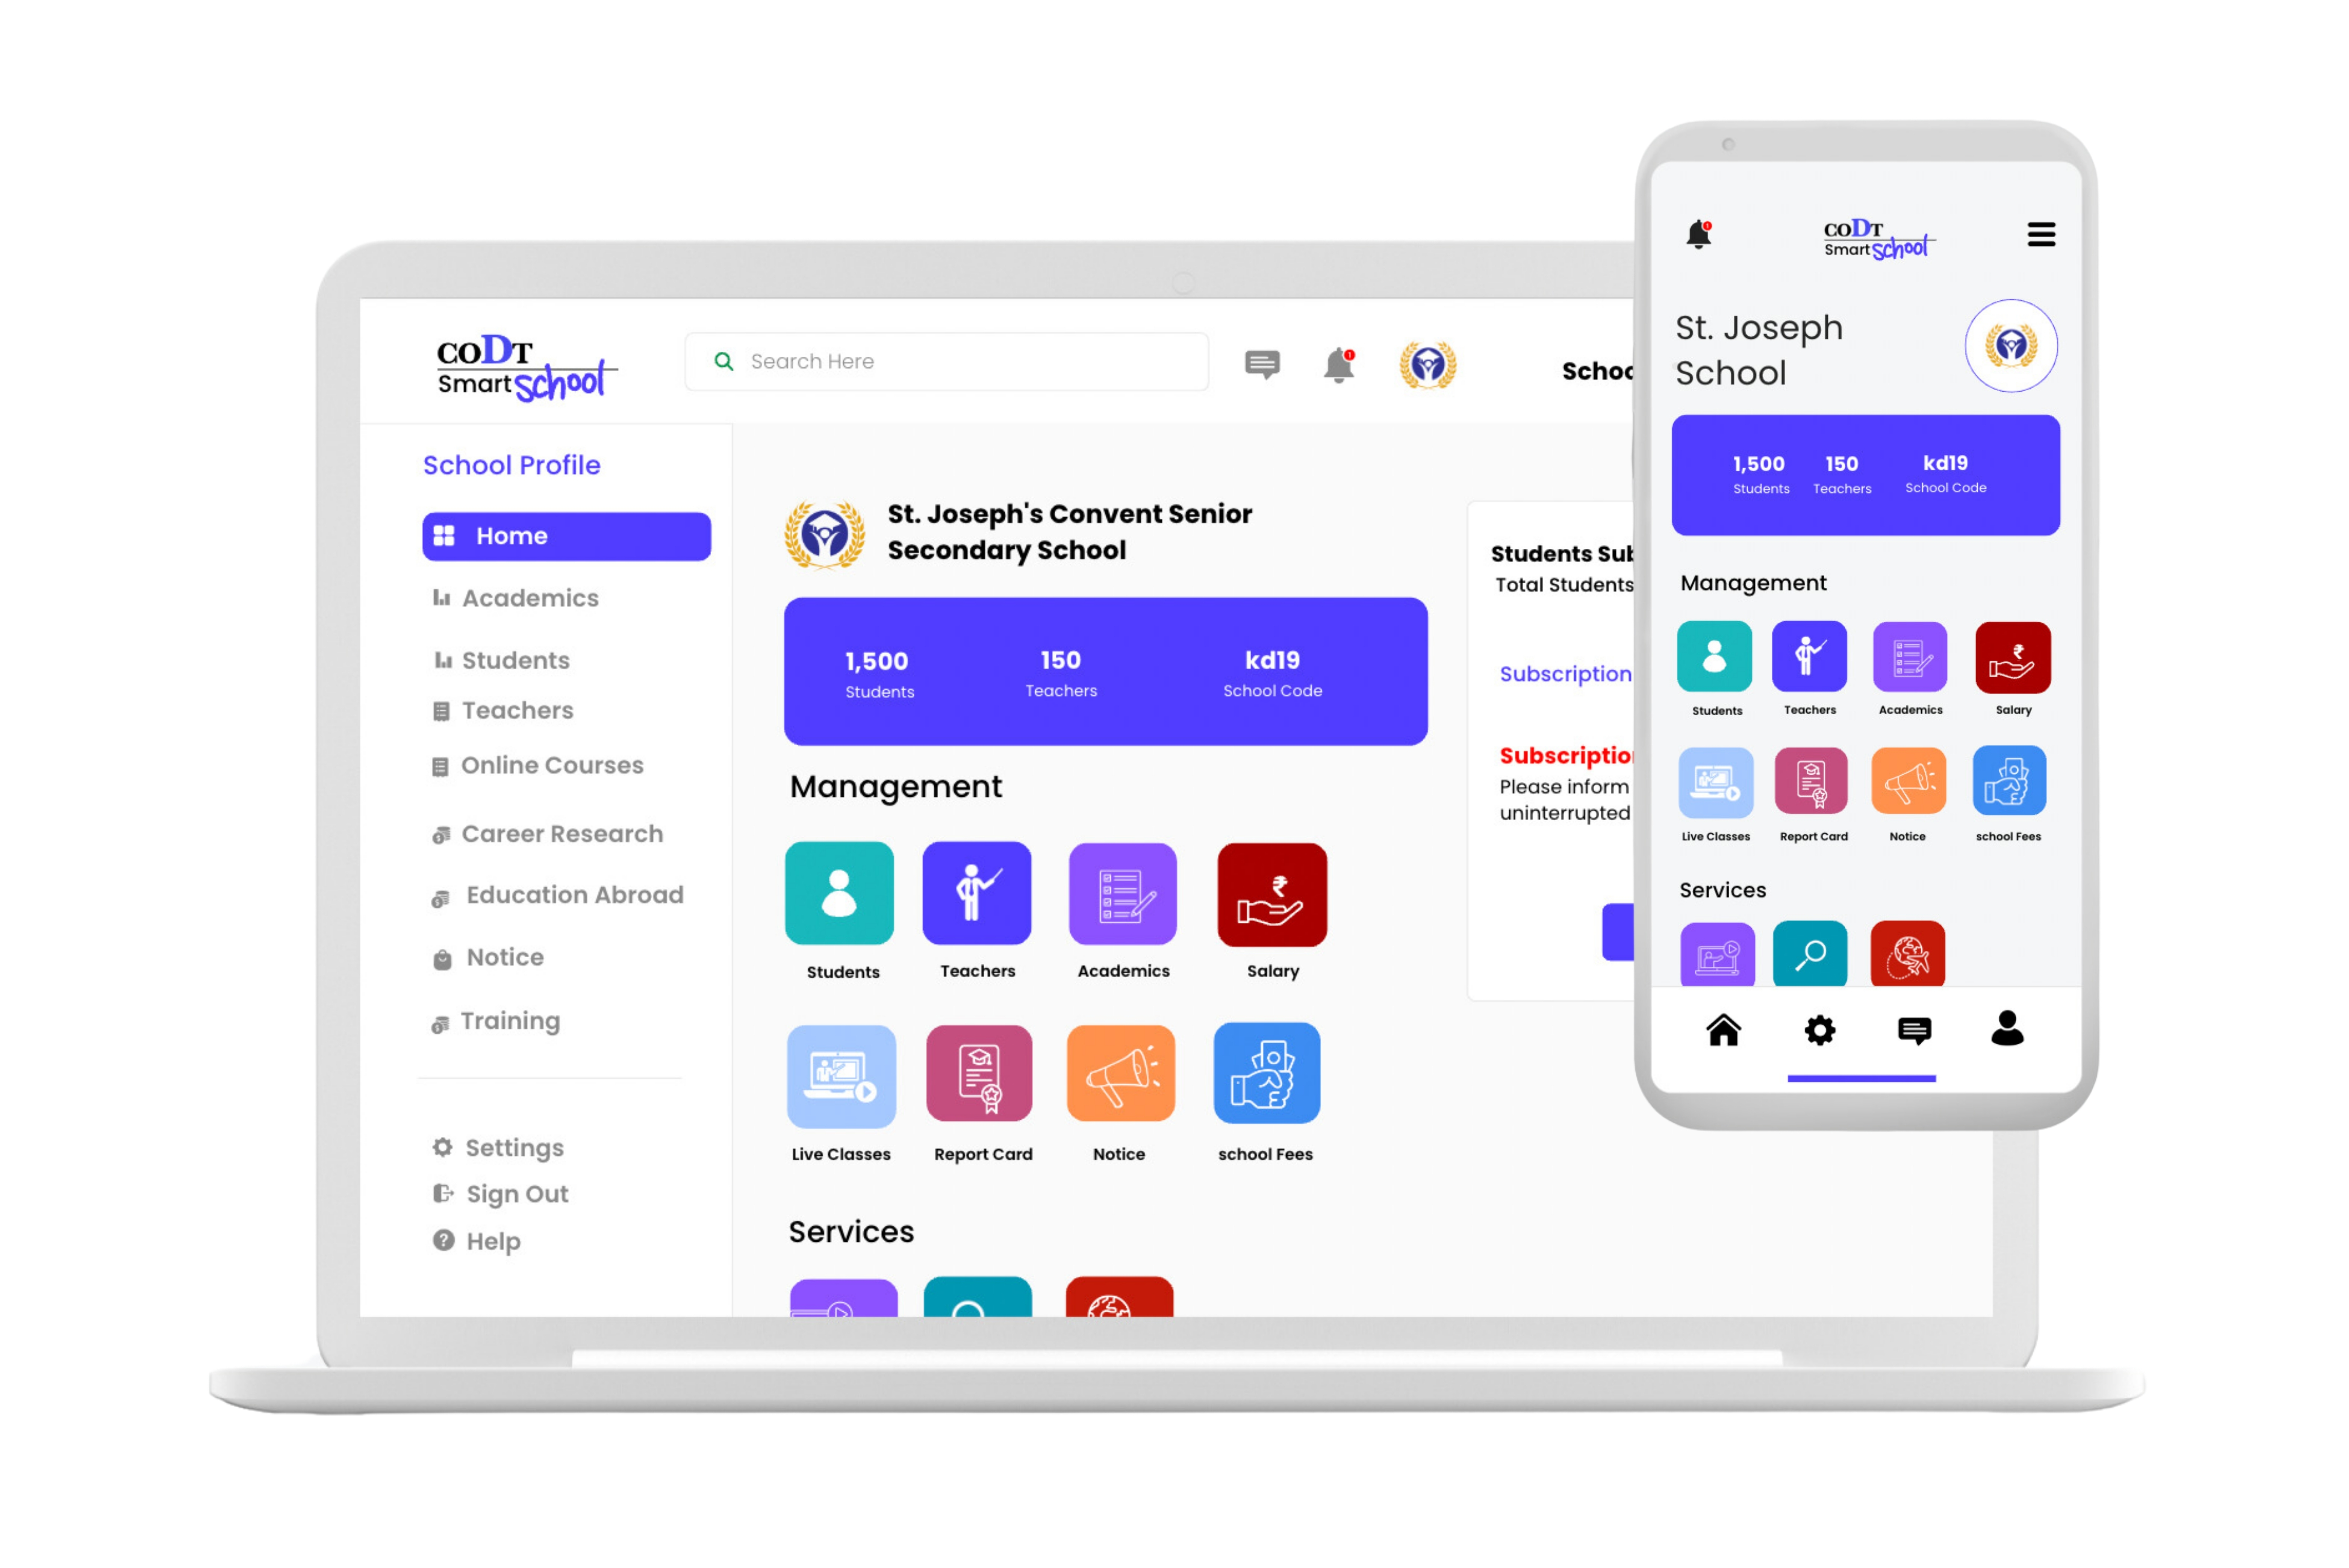 coDT
Smart school
Search Here
1
School Profile
Home
Academics
Students
Teachers
Online Courses
Career Research
Education Abroad
Notice
Training
Settings
Sign Out
Help
St. Joseph's Convent Senior
Secondary School
1,500
Students
150
Teachers
kd19
School Code
Management
Students
Teachers
Academics
Salary
Live Classes
Report Card
Notice
school Fees
Services
Students
Total Students
Subscription
Please inform
uninterrupted
coDT
Smart school
St. Joseph
School
1,500
Students
150
Teachers
kd19
School Code
Management
Students
Teachers
Academics
Salary
Live Classes
Report Card
Notice
school Fees
Services